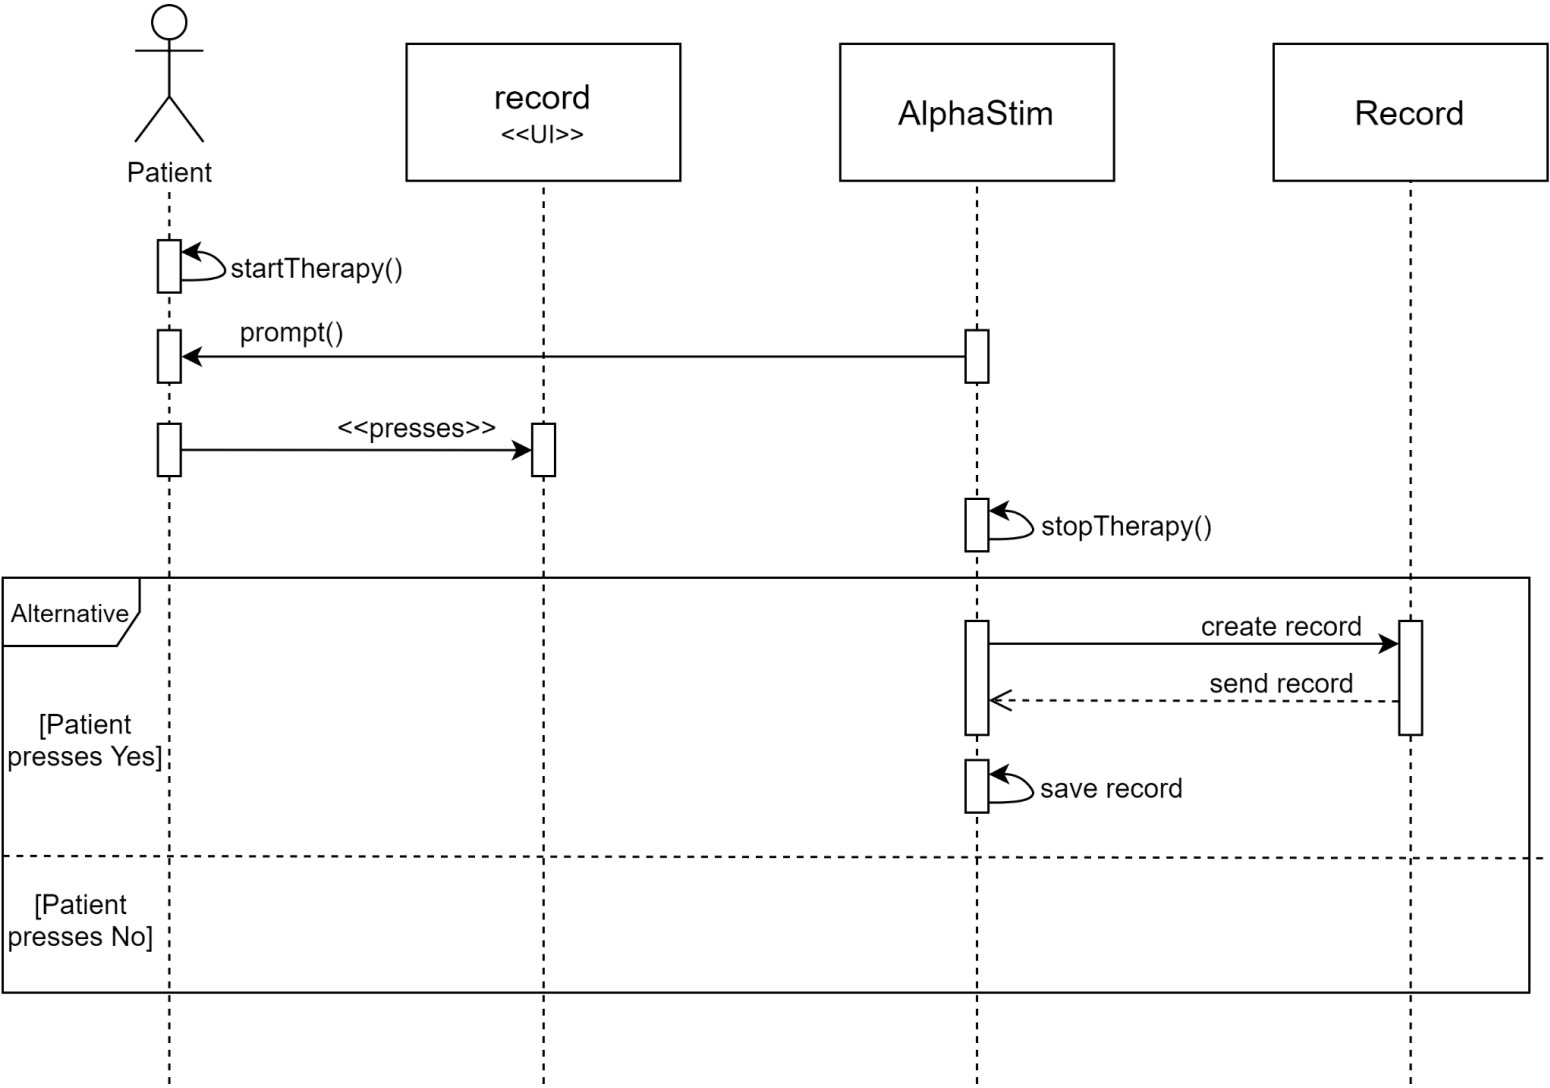 record
<<UI>>
AlphaStim
Record
Patient
startTherapy()
prompt()
<<presses>>
stopTherapy()
Alternative
create record
send record
[Patient
presses Yes]
save record
[Patient
presses No]